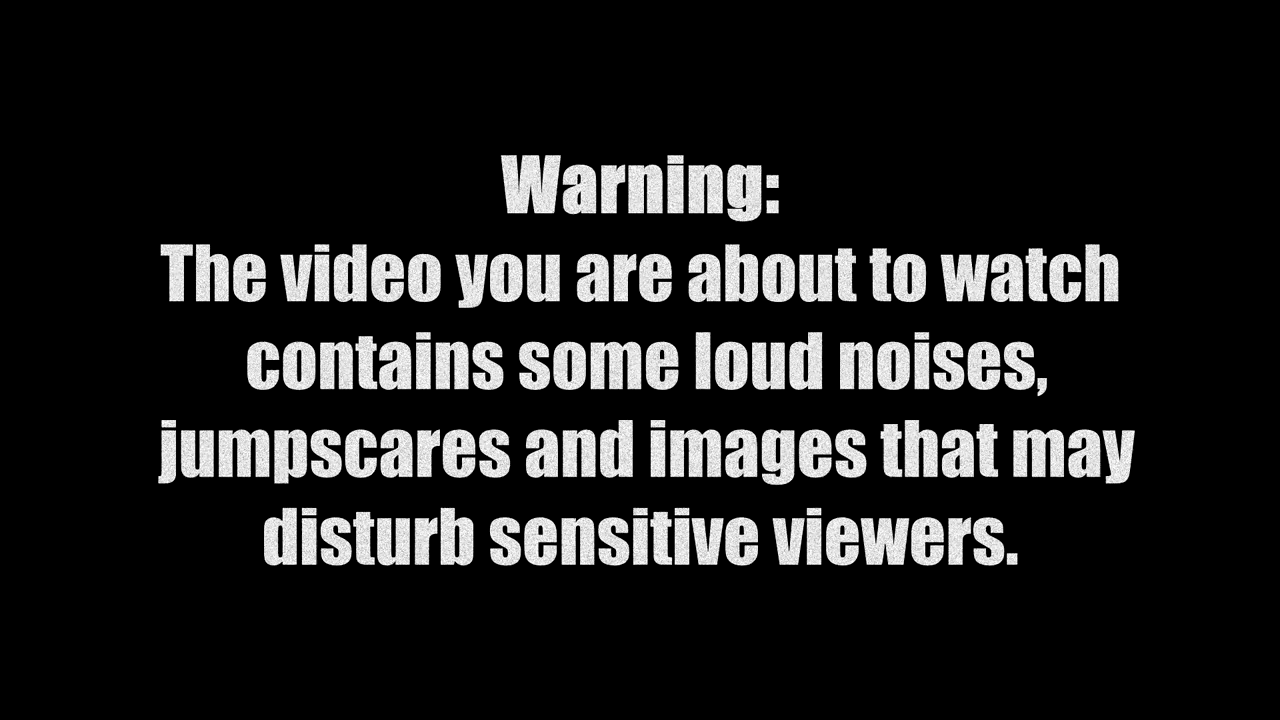 Warning:
The video you are about to watch
contains some loud noises,
jumpscares and images that may
disturb sensitive viewers.